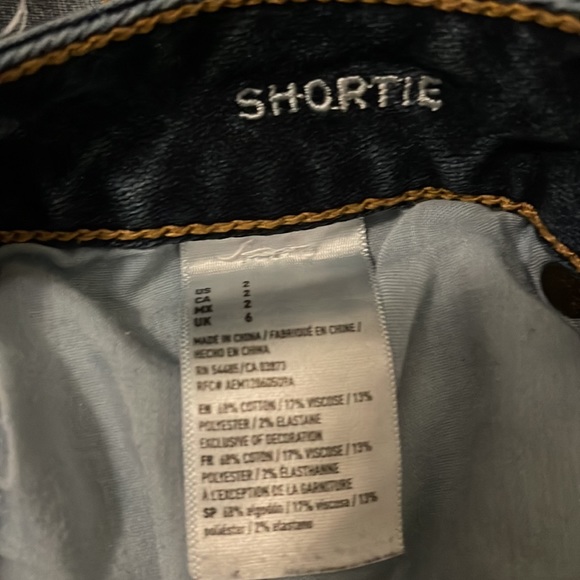 SHORTIE
US 2
CA 2
MX 2
UK 6
MADE IN CHINA / FABRIQUÉ EN CHINE /
HECHO EN CHINA
RN 54485/CA 03873
RFC#
EN 68% COTTON / 17% VISCOSE / 13%
POLYESTER / 2% ELASTANE
EXCLUSIVE OF DECORATION
FR 68% COTON / 17% VISCOSE / 13%
POLYESTER / 2% ÉLASTHANNE
À L'EXCEPTION DE LA GARNITURE
SP 68% algodón / 17% viscosa / 13%
poliéster / 2% elastano